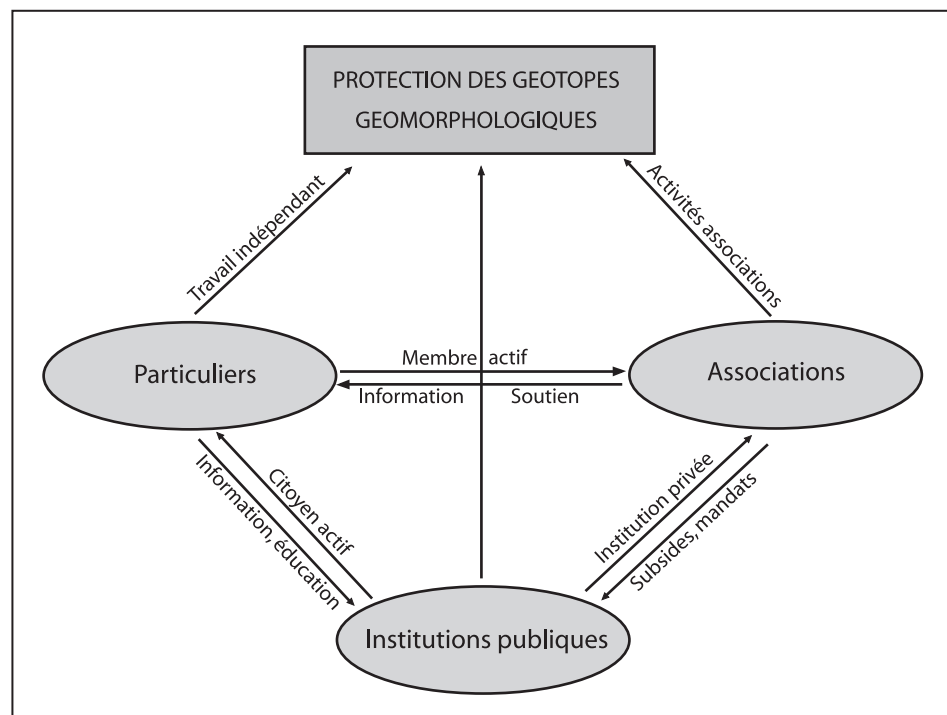 PROTECTION DES GEOTOPES
GEOMORPHOLOGIQUES
Travail indépendant
Activités associations
Particuliers
Membre actif
Associations
Information Soutien
Information, éducation
Citoyen actif
Institution privée
Subsides, mandats
Institutions publiques